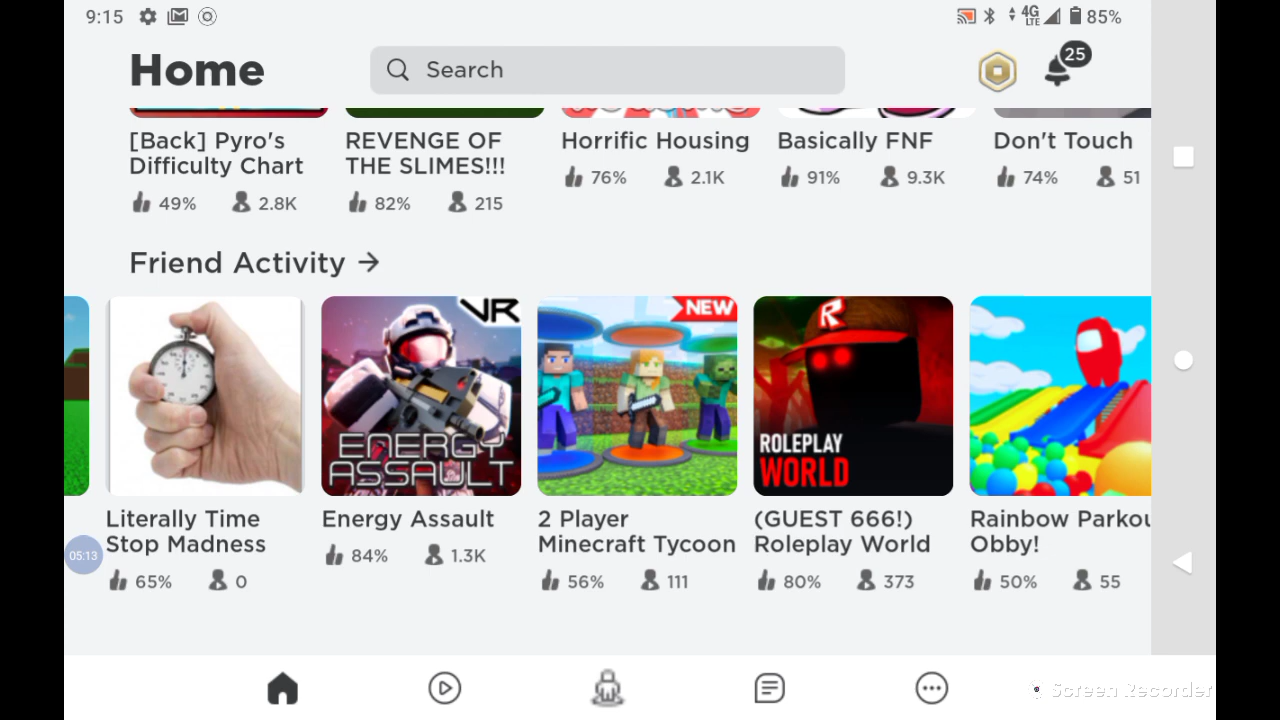 9:15
4G
LTE
85%
Home
Search
25
[Back] Pyro's
Difficulty Chart
49% 2.8K
REVENGE OF
THE SLIMES!!!
82% 215
Horrific Housing
76% 2.1K
Basically FNF
91% 9.3K
Don't Touch
74% 51
Friend Activity →
VR
ENERGY
ASSAULT
NEW
R
ROLEPLAY
WORLD
Literally Time
Stop Madness
65% 0
Energy Assault
84% 1.3K
2 Player
Minecraft Tycoon
56% 111
(GUEST 666!)
Roleplay World
80% 373
Rainbow Parkou
Obby!
50% 55
05:13
Screen Recorder